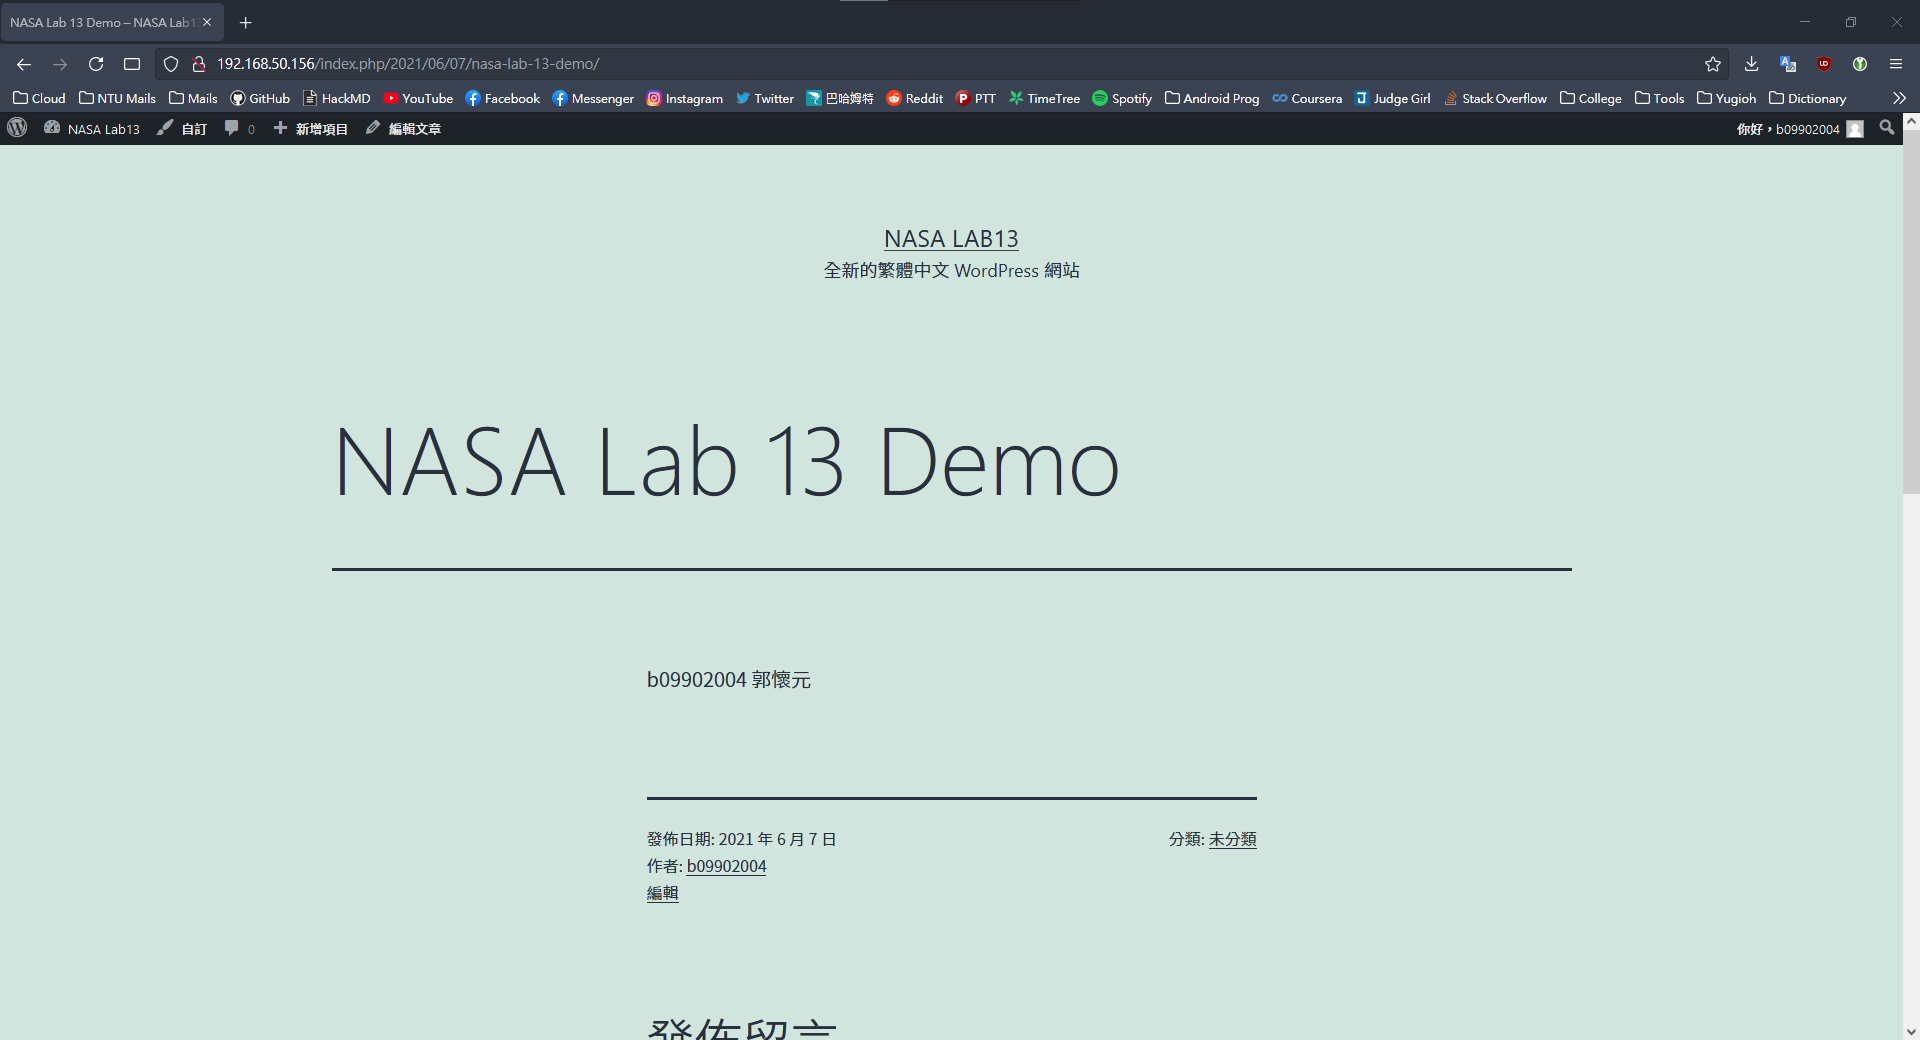 NASA Lab 13 Demo – NASA Lab1
192.168.50.156/index.php/2021/06/07/nasa-lab-13-demo/
Cloud NTU Mails Mails GitHub HackMD YouTube Facebook Messenger Instagram Twitter 巴哈姆特 Reddit PTT TimeTree Spotify Android Prog Coursera Judge Girl Stack Overflow College Tools Yugioh Dictionary
NASA Lab13 自訂 0 新增項目 編輯文章 你好，b09902004
NASA LAB13
全新的繁體中文 WordPress 網站
NASA Lab 13 Demo
b09902004 郭懷元
發佈日期: 2021 年 6 月 7 日
作者: b09902004
編輯
分類: 未分類
發佈留言